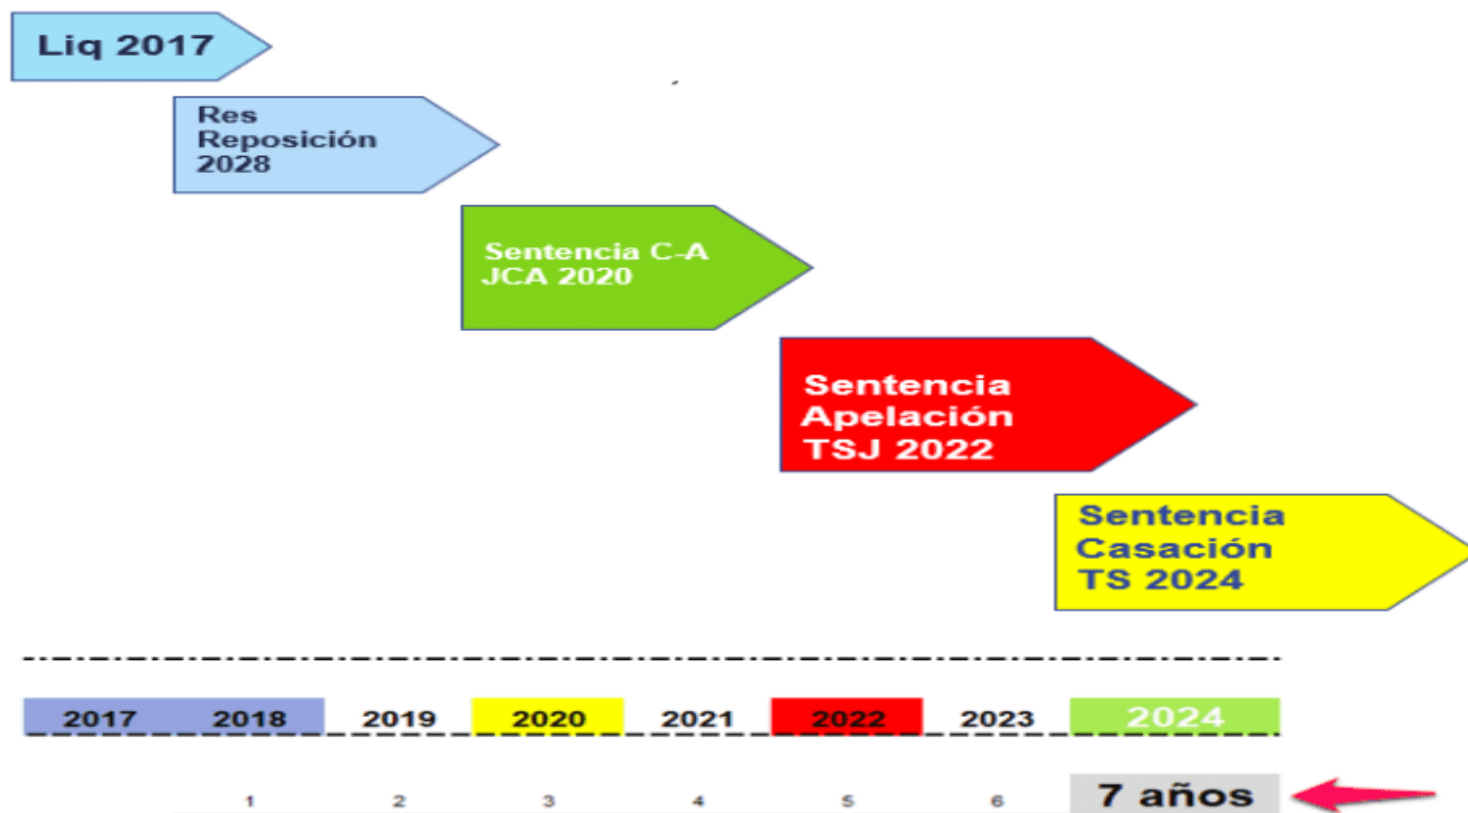 Liq 2017
Res
Reposición
2028
Sentencia C-A
JCA 2020
Sentencia
Apelación
TSJ 2022
Sentencia
Casación
TS 2024
2017 2018 2019 2020 2021 2022 2023 2024
1 2 3 4 5 6 7 años